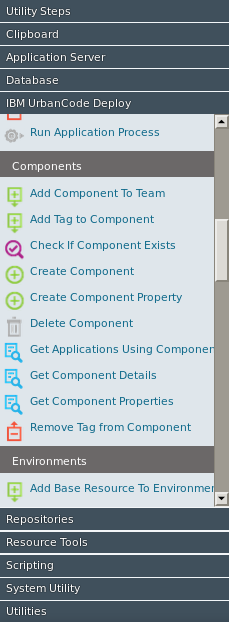 Utility Steps
Clipboard
Application Server
Database
IBM UrbanCode Deploy
Run Application Process
Components
Add Component To Team
Add Tag to Component
Check If Component Exists
Create Component
Create Component Property
Delete Component
Get Applications Using Componen
Get Component Details
Get Component Properties
Remove Tag from Component
Environments
Add Base Resource To Environmen
Repositories
Resource Tools
Scripting
System Utility
Utilities